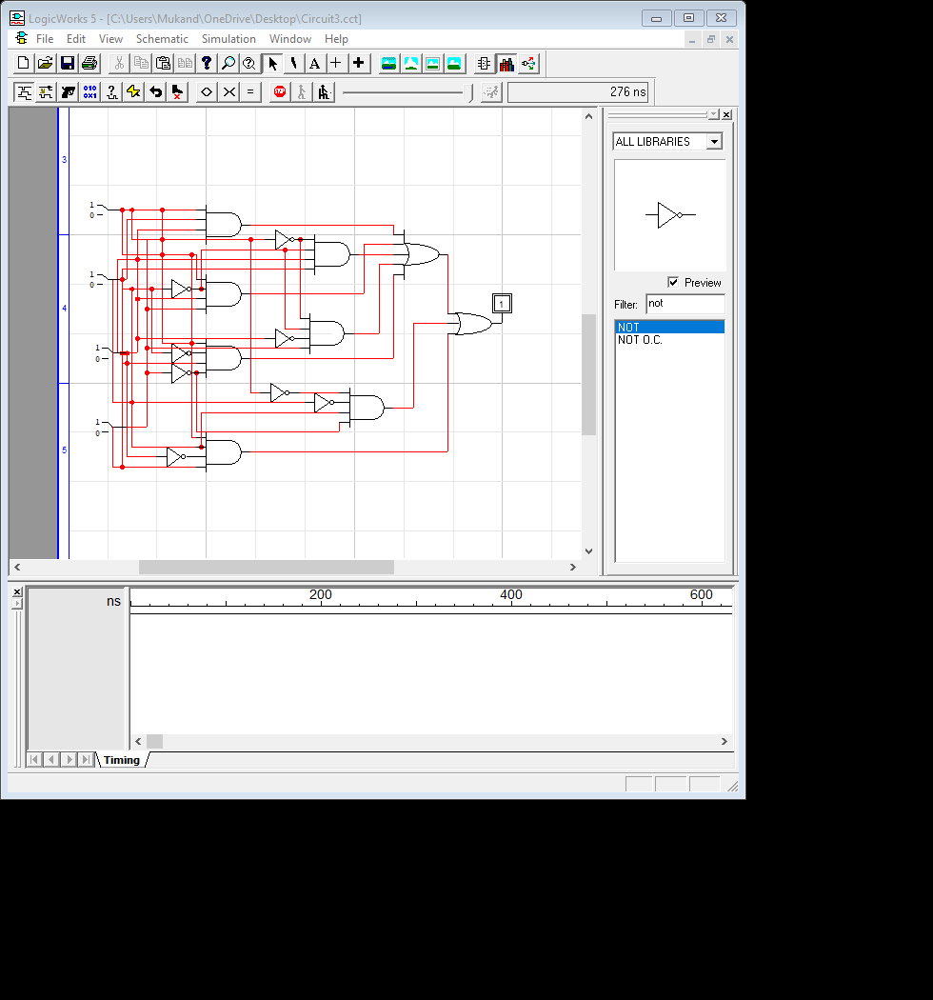 LogicWorks 5 - [C:\Users\Mukand\OneDrive\Desktop\Circuit3.cct]
File Edit View Schematic Simulation Window Help
276 ns
ALL LIBRARIES
3
1
0
Preview
1
0
1
4
Filter: not
NOT
NOT O.C.
1
0
1
0
5
ns
200 400 600
Timing